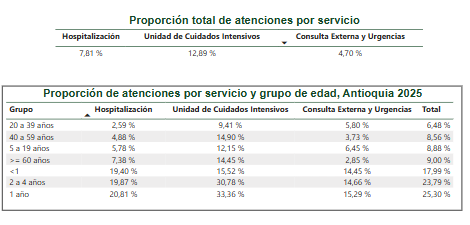 Proporción total de atenciones por servicio
Hospitalización Unidad de Cuidados Intensivos Consulta Externa y Urgencias
7,81 % 12,89 % 4,70 %
Proporción de atenciones por servicio y grupo de edad, Antioquia 2025
Grupo Hospitalización Unidad de Cuidados Intensivos Consulta Externa y Urgencias Total
20 a 39 años 2,59 % 9,41 % 5,80 % 6,48 %
40 a 59 años 4,88 % 14,90 % 3,73 % 8,56 %
5 a 19 años 5,78 % 12,15 % 6,45 % 8,88 %
>= 60 años 7,38 % 14,45 % 2,85 % 9,00 %
<1 19,40 % 15,52 % 14,45 % 17,99 %
2 a 4 años 19,87 % 30,78 % 14,66 % 23,79 %
1 año 20,81 % 33,36 % 15,29 % 25,30 %